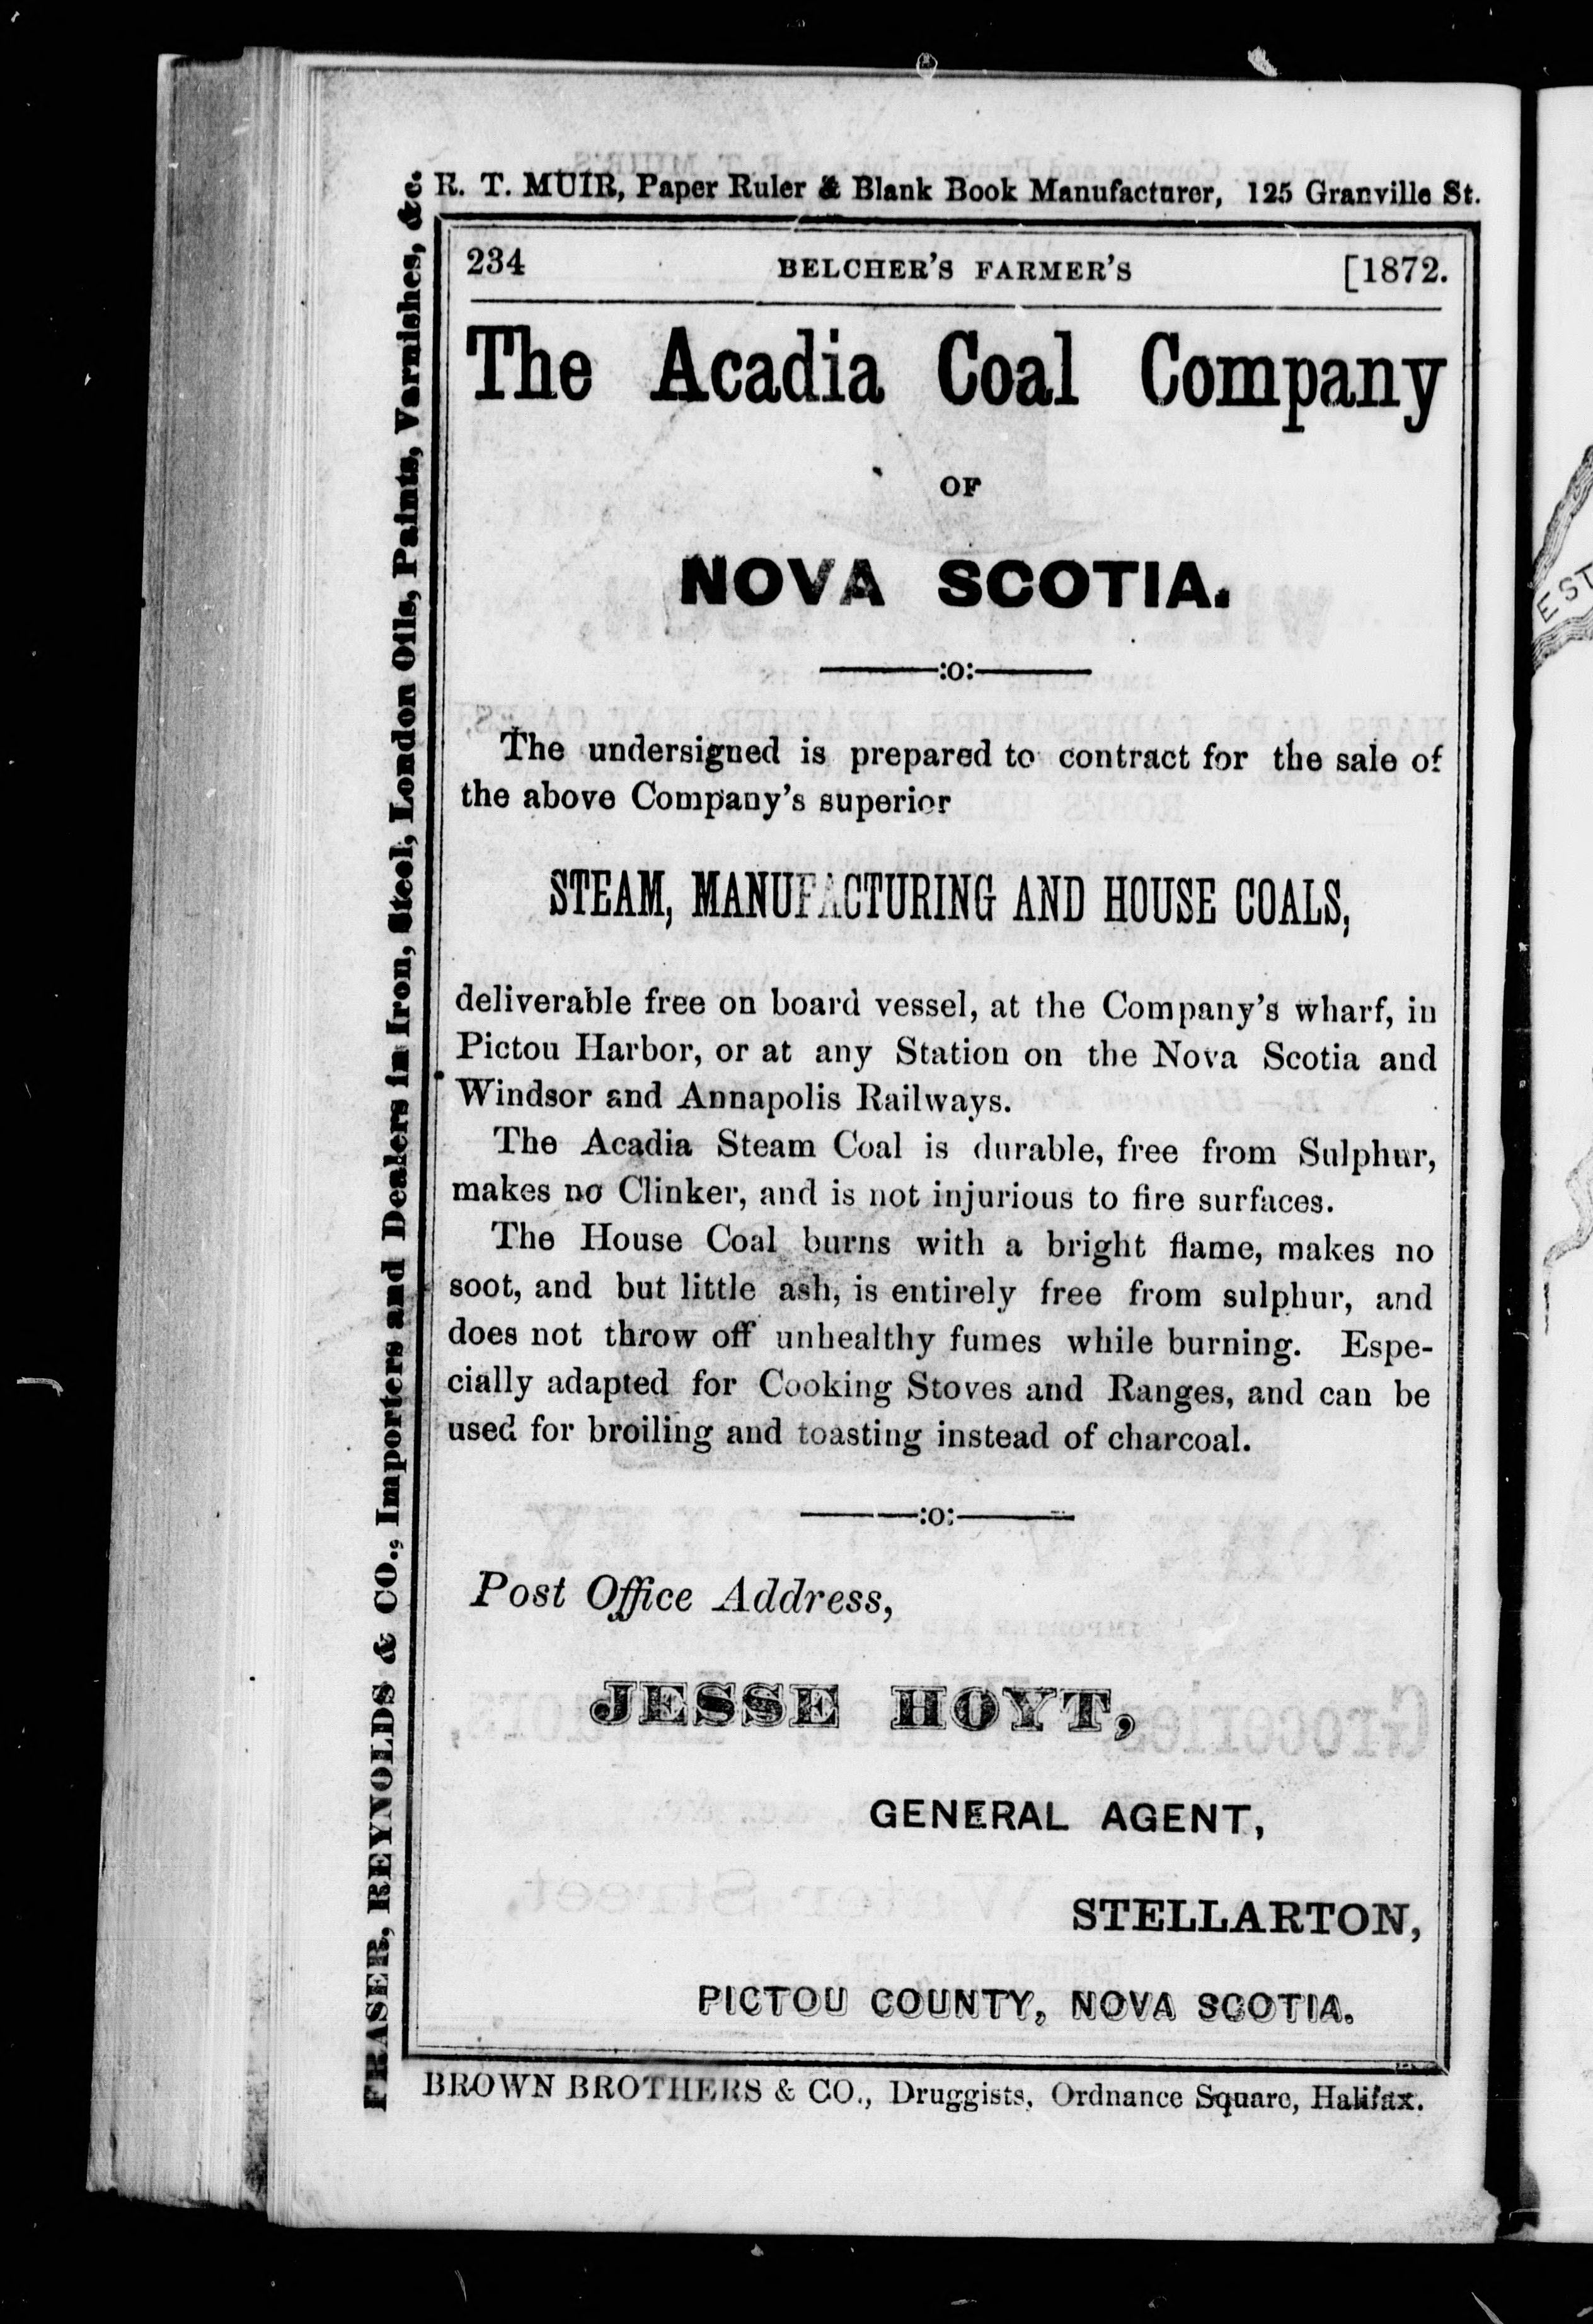 R. T. MUIR, Paper Ruler & Blank Book Manufacturer, 125 Granville St.
234 BELCHER'S FARMER'S [1872.
The Acadia Coal Company
OF
NOVA SCOTIA.
:o:
The undersigned is prepared to contract for the sale of
the above Company's superior
STEAM, MANUFACTURING AND HOUSE COALS,
deliverable free on board vessel, at the Company's wharf, in
Pictou Harbor, or at any Station on the Nova Scotia and
Windsor and Annapolis Railways.
The Acadia Steam Coal is durable, free from Sulphur,
makes no Clinker, and is not injurious to fire surfaces.
The House Coal burns with a bright flame, makes no
soot, and but little ash, is entirely free from sulphur, and
does not throw off unhealthy fumes while burning. Espe-
cially adapted for Cooking Stoves and Ranges, and can be
used for broiling and toasting instead of charcoal.
:o:
Post Office Address,
JESSE HOYT,
GENERAL AGENT,
STELLARTON,
PICTOU COUNTY, NOVA SCOTIA.
BROWN BROTHERS & CO., Druggists, Ordnance Square, Halifax.
FRASER, REYNOLDS & CO., Importers and Dealers in Iron, Steel, London Oils, Paints, Varnishes, &c.
EST